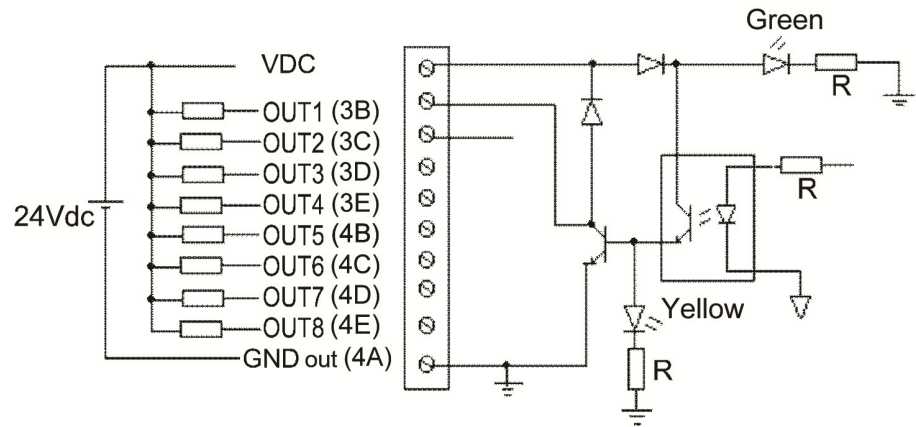 Green
VDC
R
OUT1 (3B)
OUT2 (3C)
OUT3 (3D)
R
OUT4 (3E)
24Vdc
OUT5 (4B)
OUT6 (4C)
OUT7 (4D)
Yellow
OUT8 (4E)
GND out (4A)
R